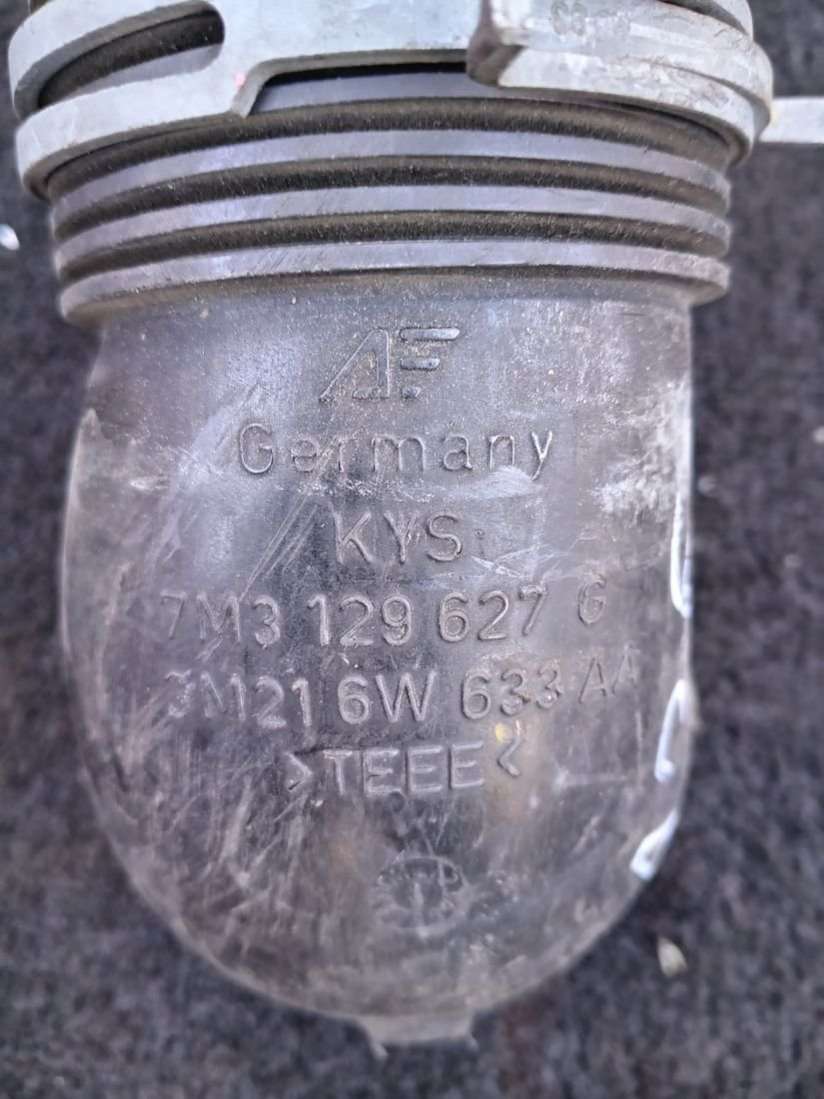 AF
Germany
KYS
7M3 129 627 G
3M21 6W 633 AA
>TEEE<